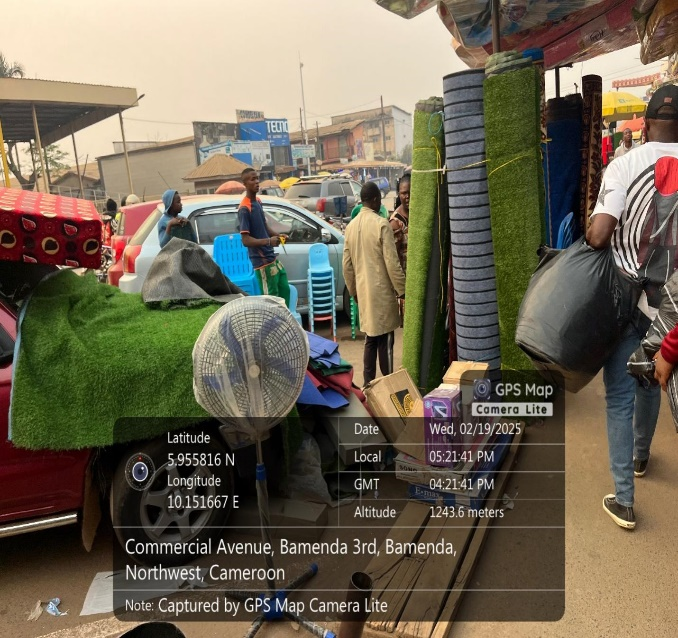 TECNO
GPS Map
Camera Lite
Latitude
5.955816 N
Longitude
10.151667 E
Date Wed, 02/19/2025
Local 05:21:41 PM
GMT 04:21:41 PM
Altitude 1243.6 meters
Commercial Avenue, Bamenda 3rd, Bamenda,
Northwest, Cameroon
Note: Captured by GPS Map Camera Lite